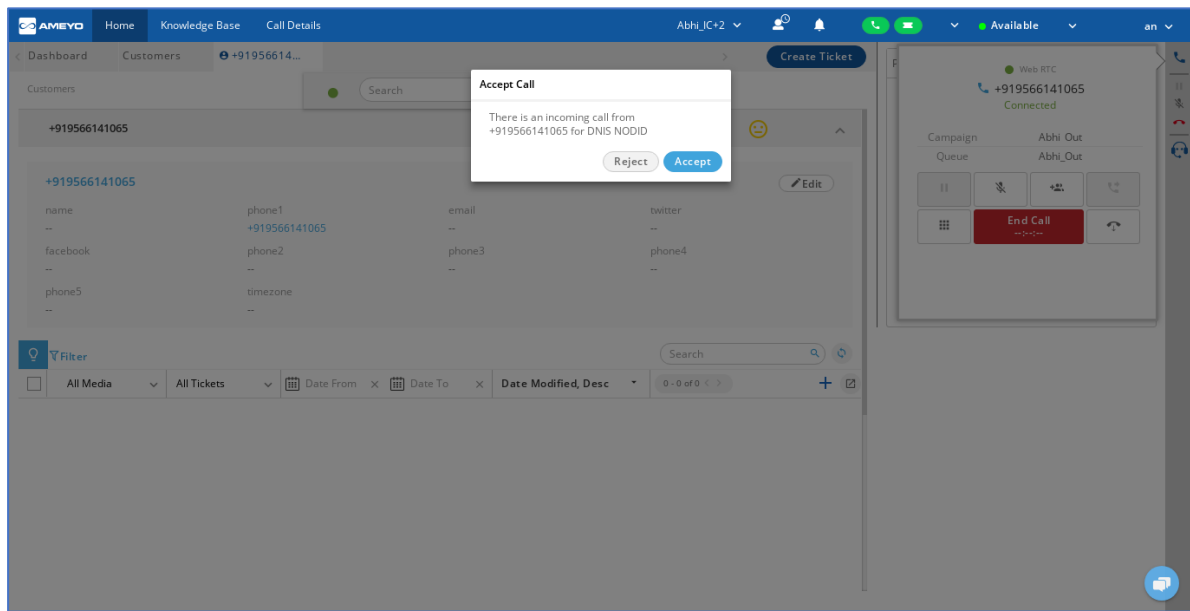 AMEYO Home Knowledge Base Call Details Abhi_IC+2 Available an
Dashboard Customers +91956614... Create Ticket
Customers
Search
Accept Call
There is an incoming call from
+919566141065 for DNIS NODID
Reject Accept
+919566141065
+919566141065 Edit
name phone1 email twitter
-- +919566141065 -- --
facebook phone2 phone3 phone4
-- -- -- --
phone5 timezone
-- --
Filter Search
All Media All Tickets Date From Date To Date Modified, Desc 0 - 0 of 0
Web RTC
+919566141065
Connected
Campaign Abhi_Out
Queue Abhi_Out
End Call
--:--:--